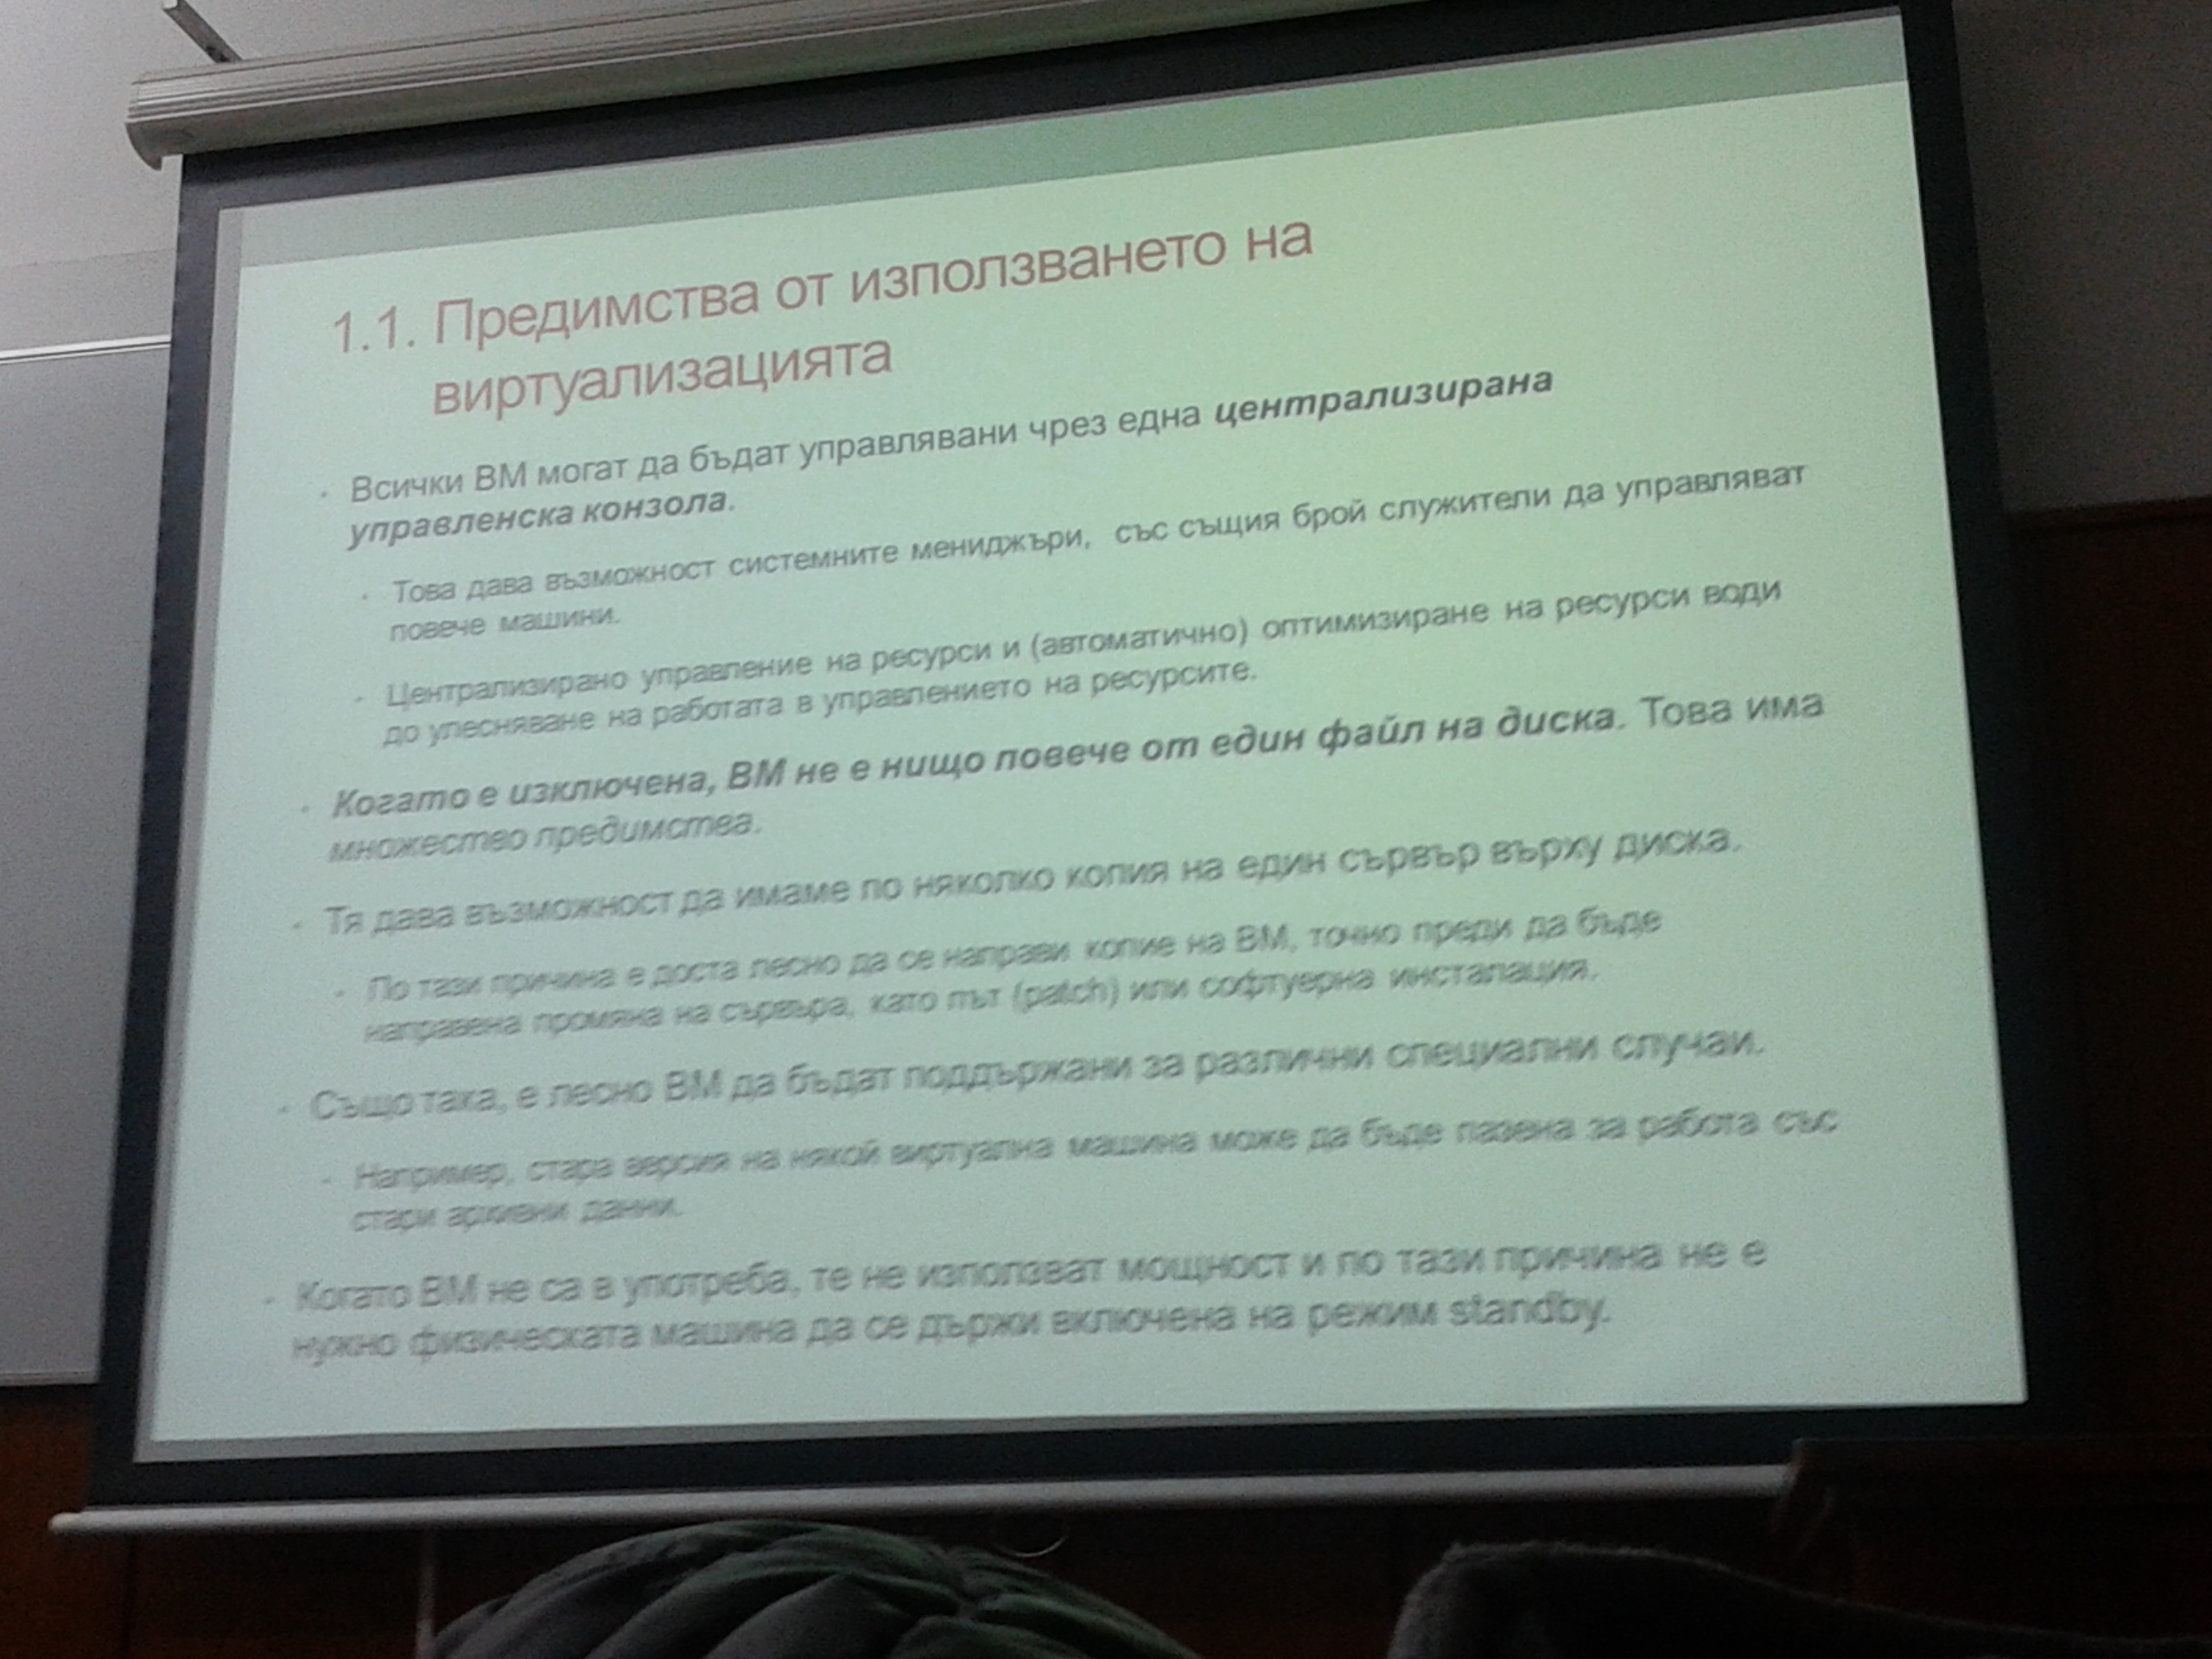 1.1. Предимства от използването на
виртуализацията
Всички ВМ могат да бъдат управлявани чрез една централизирана
управленска конзола.
Това дава възможност системните мениджъри, със същия брой служители да управляват
повече машини.
Централизирано управление на ресурси и (автоматично) оптимизиране на ресурси води
до улесняване на работата в управлението на ресурсите.
Когато е изключена, ВМ не е нищо повече от един файл на диска. Това има
множество предимства.
Тя дава възможност да имаме по няколко копия на един сървър върху диска.
По тази причина е доста лесно да се направи копие на ВМ, точно преди да бъде
направена промяна на сървъра, като път (patch) или софтуерна инсталация.
Също така, е лесно ВМ да бъдат поддържани за различни специални случаи.
Например, стара версия на някой виртуална машина може да бъде пазена за работа със
стари архивни данни.
Когато ВМ не са в употреба, те не използват мощност и по тази причина не е
нужно физическата машина да се държи включена на режим standby.